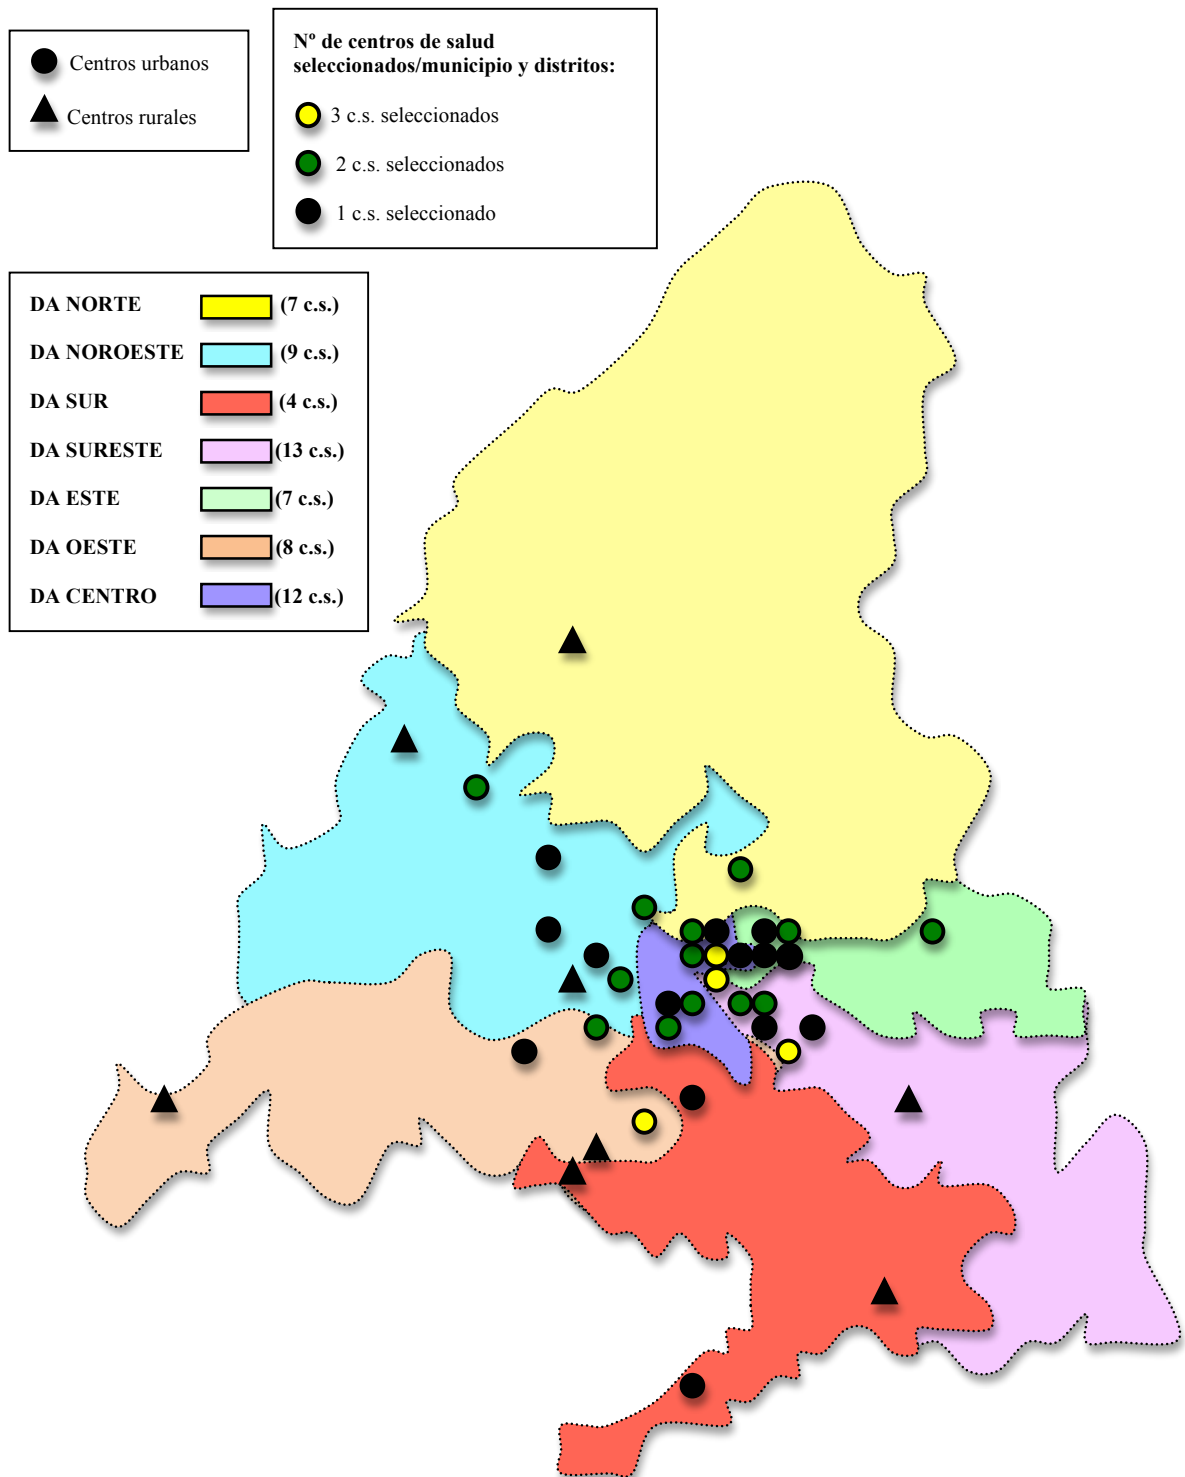 Centros urbanos
Centros rurales
Nº de centros de salud
seleccionados/municipio y distritos:
3 c.s. seleccionados
2 c.s. seleccionados
1 c.s. seleccionado
DA NORTE (7 c.s.)
DA NOROESTE (9 c.s.)
DA SUR (4 c.s.)
DA SURESTE (13 c.s.)
DA ESTE (7 c.s.)
DA OESTE (8 c.s.)
DA CENTRO (12 c.s.)